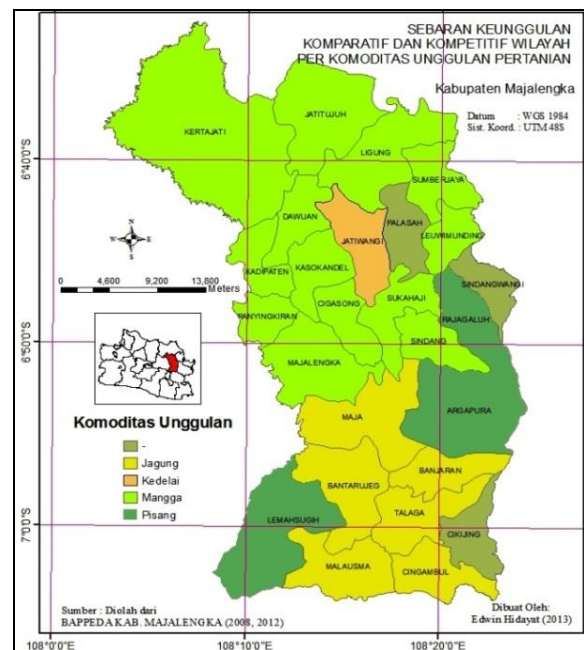 SEBARAN KEUNGGULAN
KOMPARATIF DAN KOMPETITIF WILAYAH
PER KOMODITAS UNGGULAN PERTANIAN
Kabupaten Majalengka
Datum : WGS 1984
Sist. Koord. : UTM 48S
6°40'0"S
6°50'0"S
7°0'0"S
KERTAJATI
JATITUJUH
LIGUNG
SUMBERJAYA
DAWUAN
JATIWANGI
PALASAH
LEUWIMUNDING
KADIPATEN
KASOKANDEL
SINDANGWANGI
CIGASONG
SUKAHAJI
RAJAGALUH
PANYINGKIRAN
SINDANG
MAJALENGKA
ARGAPURA
MAJA
BANJARAN
BANTARUJEG
TALAGA
LEMAHSUGIH
CIKIJING
MALAUSMA
CINGAMBUL
N
W E
S
0 4,600 9,200 13,800
Meters
Komoditas Unggulan
-
Jagung
Kedelai
Mangga
Pisang
Sumber : Diolah dari
BAPPEDA KAB. MAJALENGKA (2008, 2012)
Dibuat Oleh:
Edwin Hidayat (2013)
108°0'0"E
108°10'0"E
108°20'0"E